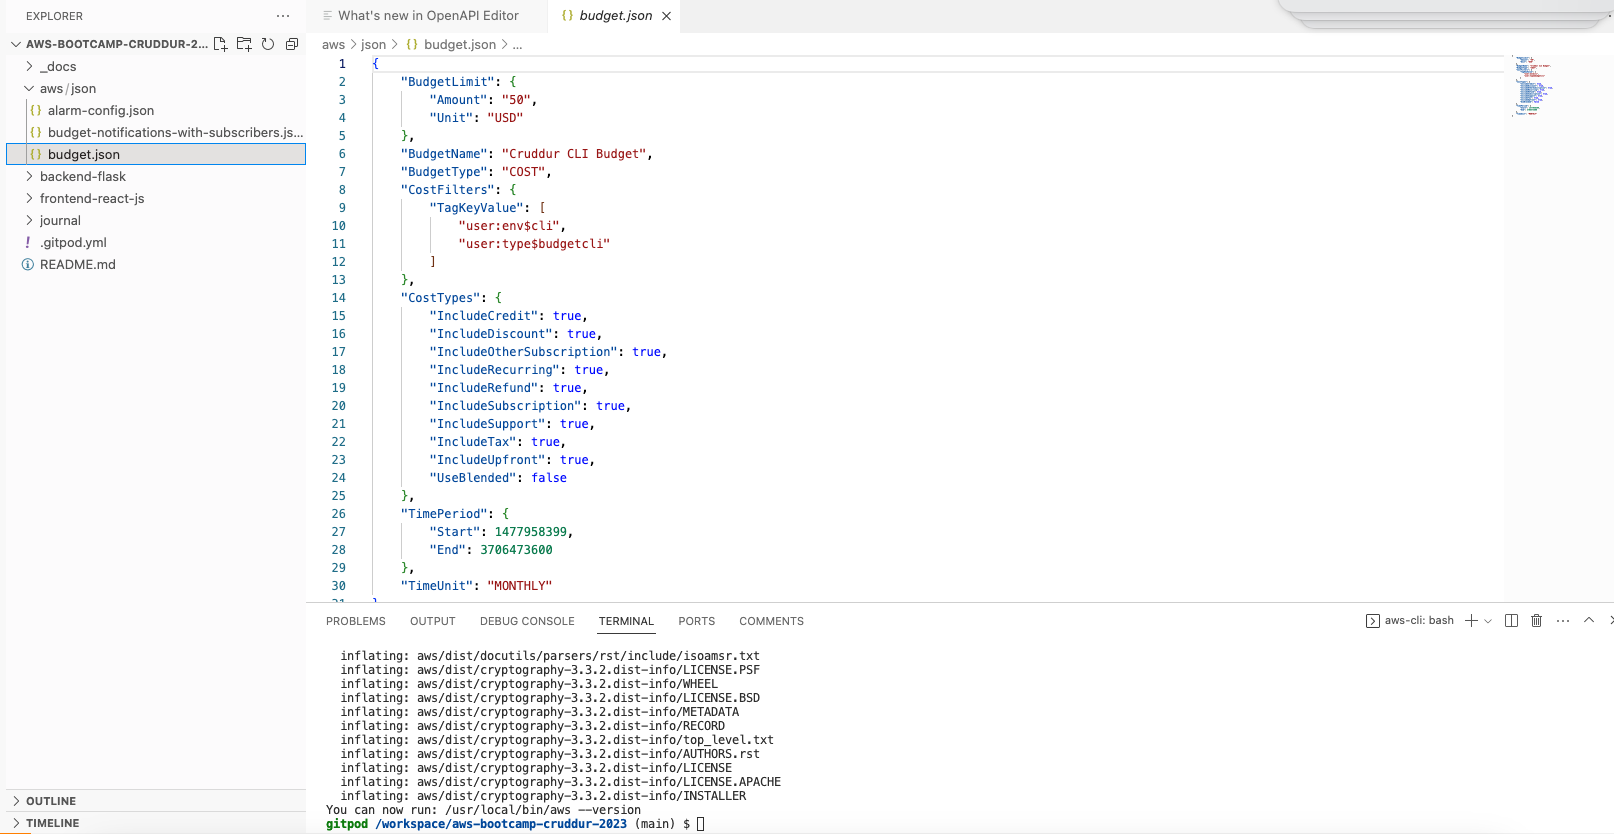 EXPLORER
AWS-BOOTCAMP-CRUDDUR-2...
_docs
aws/json
alarm-config.json
budget-notifications-with-subscribers.js...
budget.json
backend-flask
frontend-react-js
journal
.gitpod.yml
README.md
OUTLINE
TIMELINE
What's new in OpenAPI Editor
budget.json
aws > json > {} budget.json > ...
1 {
2 "BudgetLimit": {
3 "Amount": "50",
4 "Unit": "USD"
5 },
6 "BudgetName": "Cruddur CLI Budget",
7 "BudgetType": "COST",
8 "CostFilters": {
9 "TagKeyValue": [
10 "user:env$cli",
11 "user:type$budgetcli"
12 ]
13 },
14 "CostTypes": {
15 "IncludeCredit": true,
16 "IncludeDiscount": true,
17 "IncludeOtherSubscription": true,
18 "IncludeRecurring": true,
19 "IncludeRefund": true,
20 "IncludeSubscription": true,
21 "IncludeSupport": true,
22 "IncludeTax": true,
23 "IncludeUpfront": true,
24 "UseBlended": false
25 },
26 "TimePeriod": {
27 "Start": 1477958399,
28 "End": 3706473600
29 },
30 "TimeUnit": "MONTHLY"
31 }
PROBLEMS OUTPUT DEBUG CONSOLE TERMINAL PORTS COMMENTS
aws-cli: bash
inflating: aws/dist/docutils/parsers/rst/include/isoamsr.txt
inflating: aws/dist/cryptography-3.3.2.dist-info/LICENSE.PSF
inflating: aws/dist/cryptography-3.3.2.dist-info/WHEEL
inflating: aws/dist/cryptography-3.3.2.dist-info/LICENSE.BSD
inflating: aws/dist/cryptography-3.3.2.dist-info/METADATA
inflating: aws/dist/cryptography-3.3.2.dist-info/RECORD
inflating: aws/dist/cryptography-3.3.2.dist-info/top_level.txt
inflating: aws/dist/cryptography-3.3.2.dist-info/AUTHORS.rst
inflating: aws/dist/cryptography-3.3.2.dist-info/LICENSE
inflating: aws/dist/cryptography-3.3.2.dist-info/LICENSE.APACHE
inflating: aws/dist/cryptography-3.3.2.dist-info/INSTALLER
You can now run: /usr/local/bin/aws --version
gitpod /workspace/aws-bootcamp-cruddur-2023 (main) $